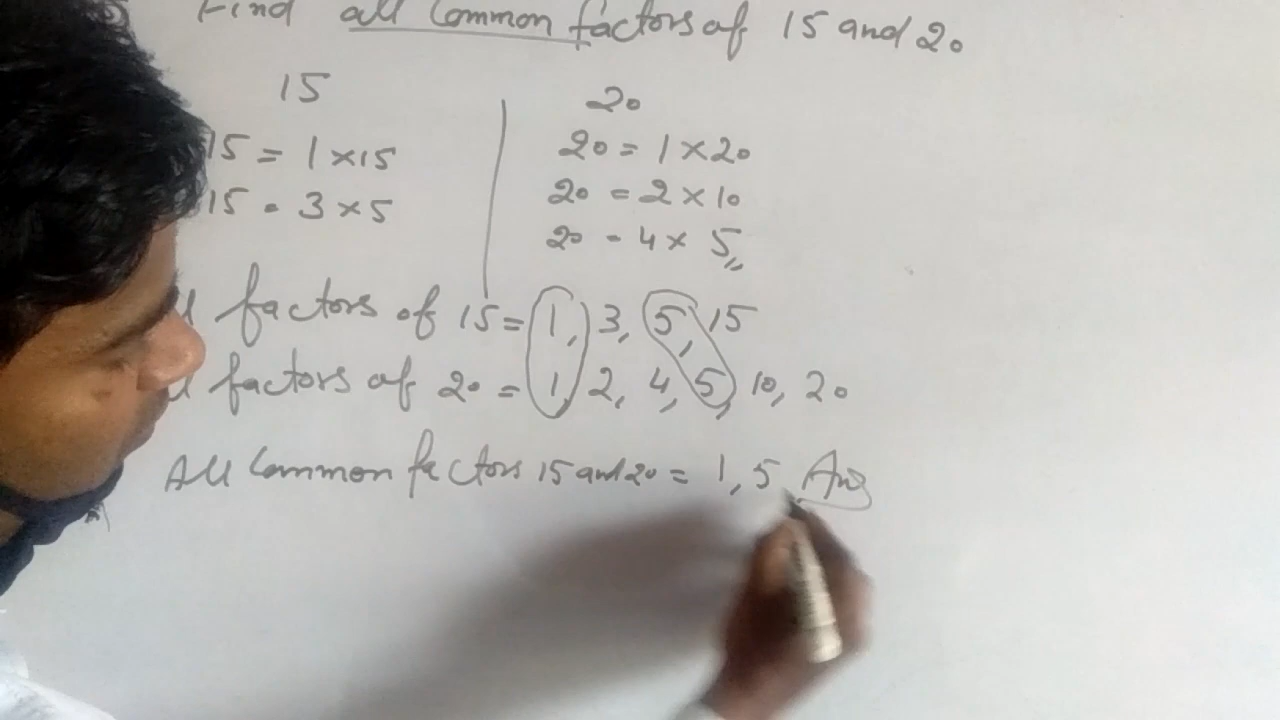 Find all Common factors of 15 and 20
15 20
15 = 1 × 15 20 = 1 × 20
15 = 3 × 5 20 = 2 × 10
20 = 4 × 5
factors of 15 = 1, 3, 5, 15
factors of 20 = 1, 2, 4, 5, 10, 20
All Common factors 15 and 20 = 1, 5 Ans